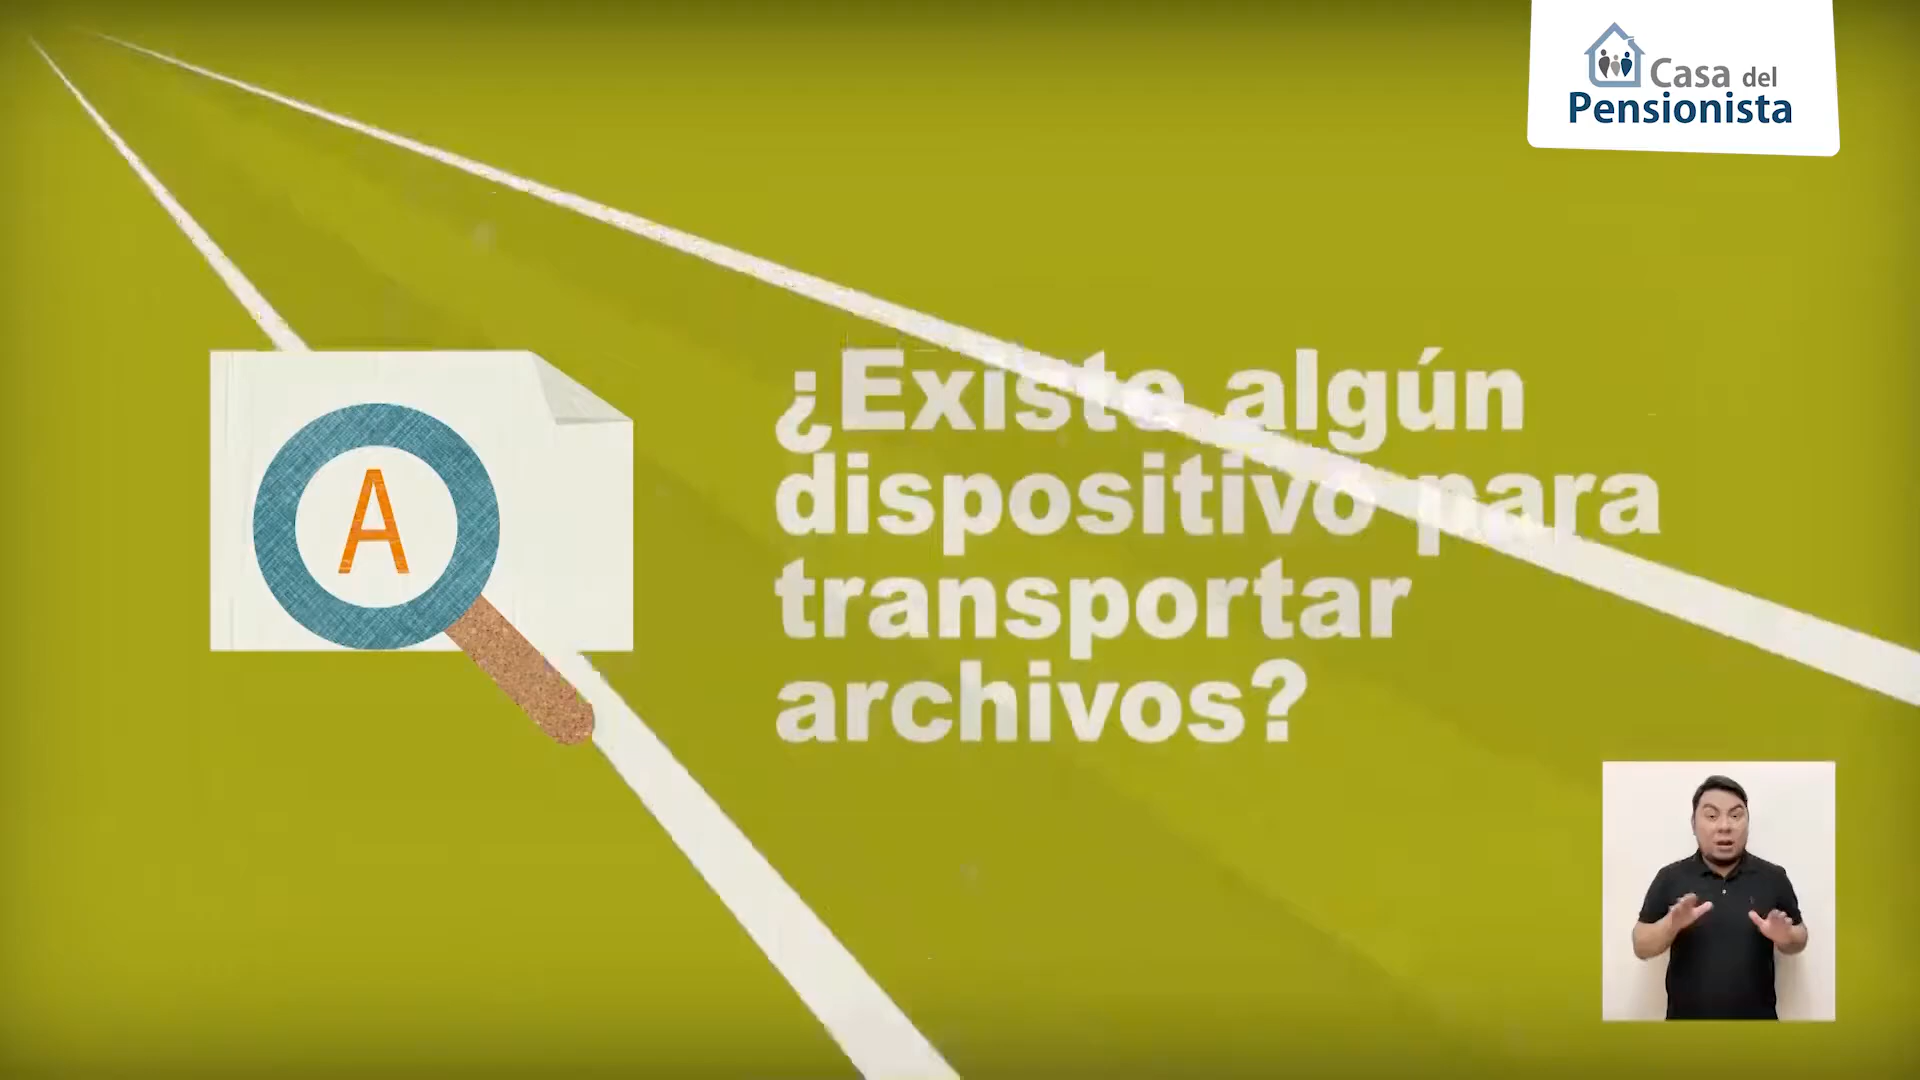 Casa del
Pensionista
¿Existe algún
dispositivo para
transportar
archivos?
A